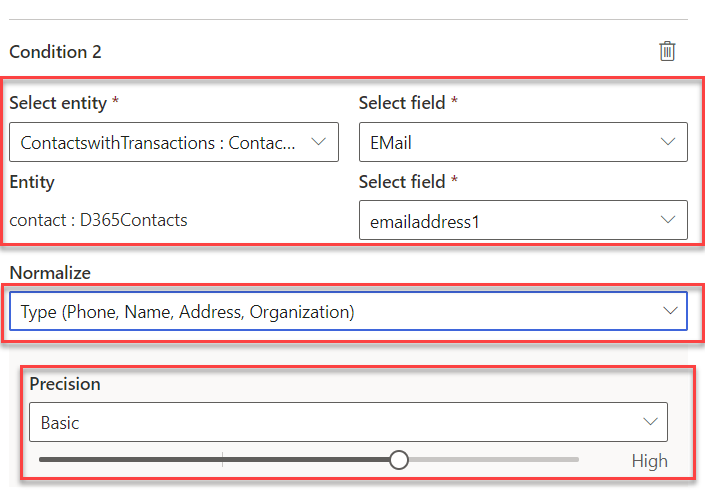 Condition 2
Select entity * Select field *
ContactswithTransactions : Contac... EMail
Entity Select field *
contact : D365Contacts emailaddress1
Normalize
Type (Phone, Name, Address, Organization)
Precision
Basic
High